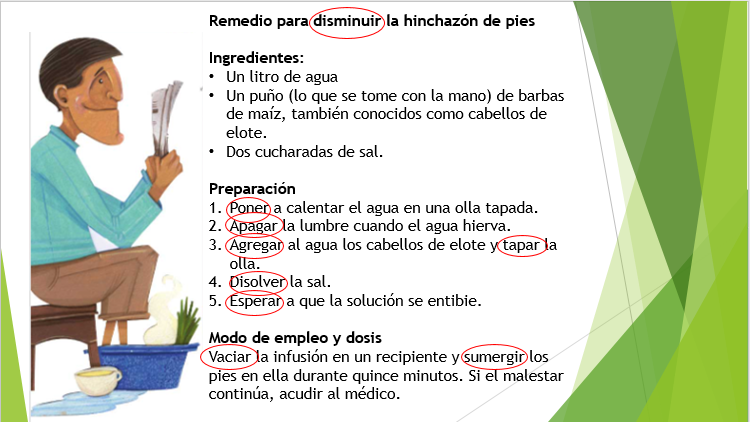 Remedio para disminuir la hinchazón de pies
Ingredientes:
• Un litro de agua
• Un puño (lo que se tome con la mano) de barbas
de maíz, también conocidos como cabellos de
elote.
• Dos cucharadas de sal.
Preparación
1. Poner a calentar el agua en una olla tapada.
2. Apagar la lumbre cuando el agua hierva.
3. Agregar al agua los cabellos de elote y tapar la
olla.
4. Disolver la sal.
5. Esperar a que la solución se entibie.
Modo de empleo y dosis
Vaciar la infusión en un recipiente y sumergir los
pies en ella durante quince minutos. Si el malestar
continúa, acudir al médico.